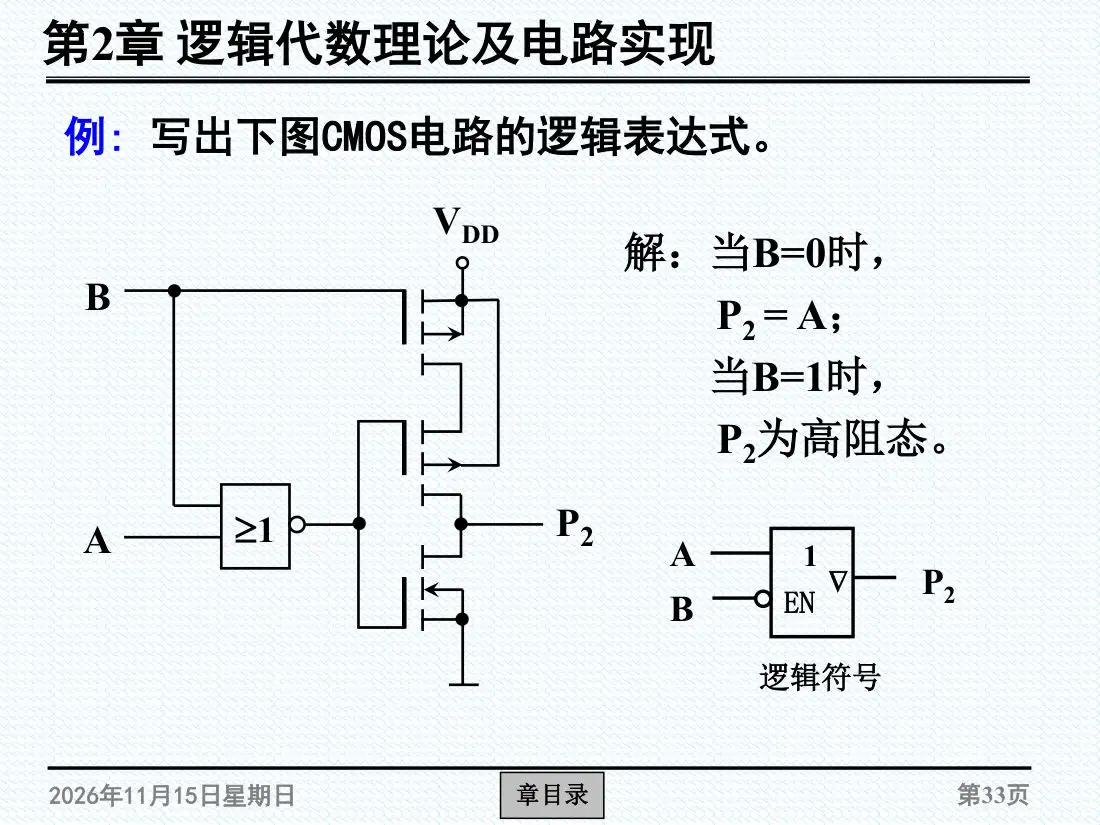 第2章 逻辑代数理论及电路实现
例: 写出下图CMOS电路的逻辑表达式。
VDD
B
A
≥1
P2
解：当B=0时，
P2 = A；
当B=1时，
P2为高阻态。
A
B
1
∇
EN
P2
逻辑符号
2026年11月15日星期日
章目录
第33页